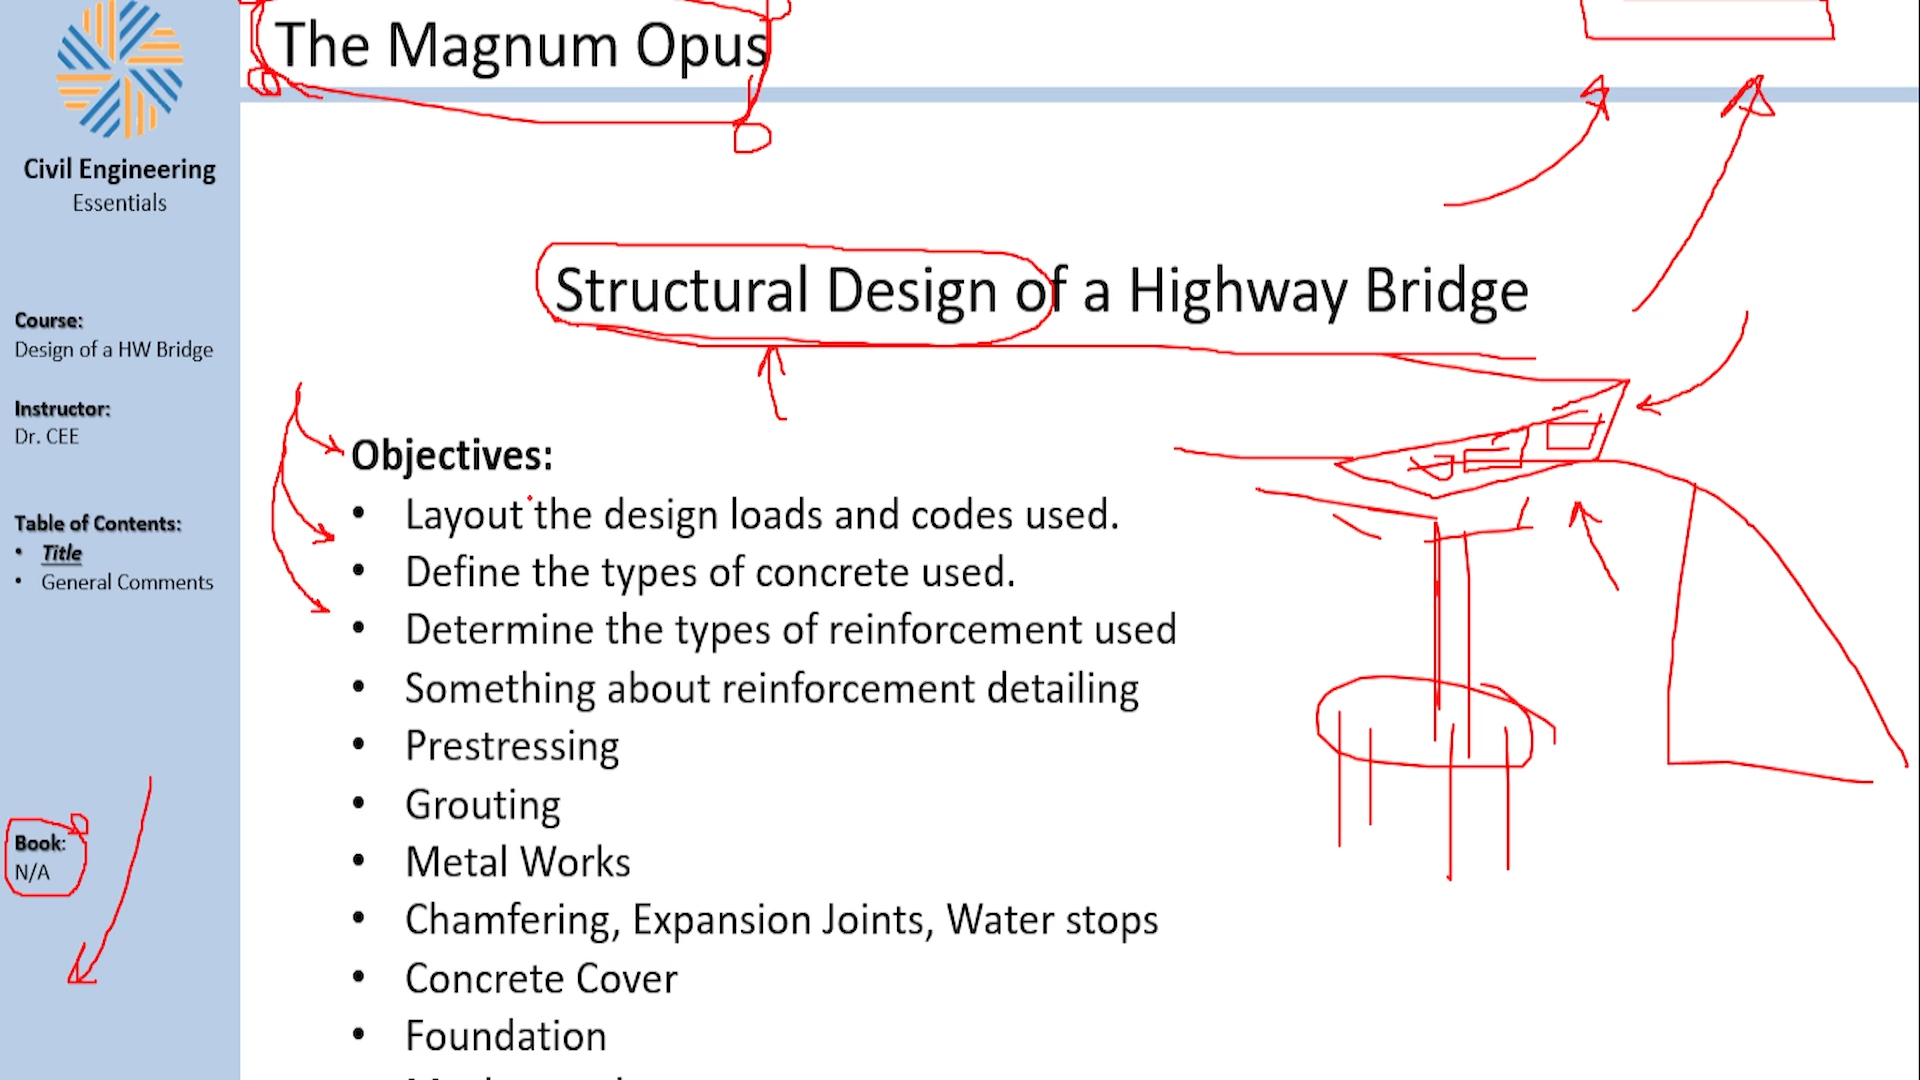 The Magnum Opus
Civil Engineering
Essentials
Structural Design of a Highway Bridge
Course:
Design of a HW Bridge
Instructor:
Dr. CEE
Table of Contents:
• Title
• General Comments
Book:
N/A
Objectives:
• Layout the design loads and codes used.
• Define the types of concrete used.
• Determine the types of reinforcement used
• Something about reinforcement detailing
• Prestressing
• Grouting
• Metal Works
• Chamfering, Expansion Joints, Water stops
• Concrete Cover
• Foundation